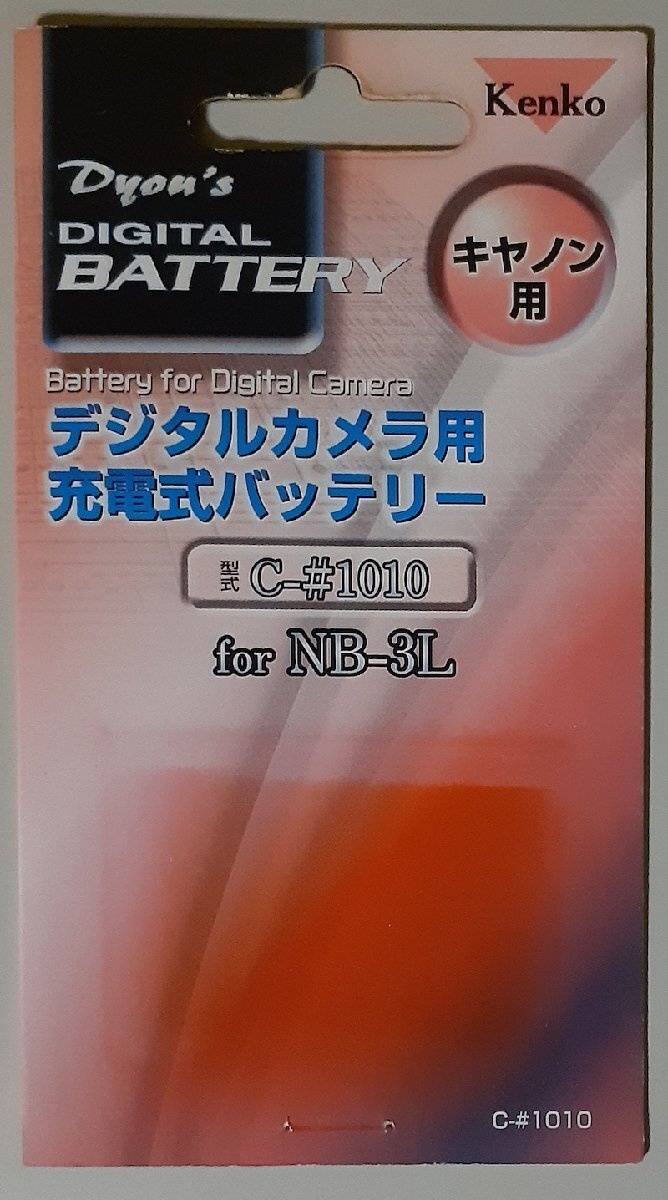 Kenko
Dyou's
DIGITAL
BATTERY
キヤノン
用
Battery for Digital Camera
デジタルカメラ用
充電式バッテリー
型式 C-#1010
for NB-3L
C-#1010